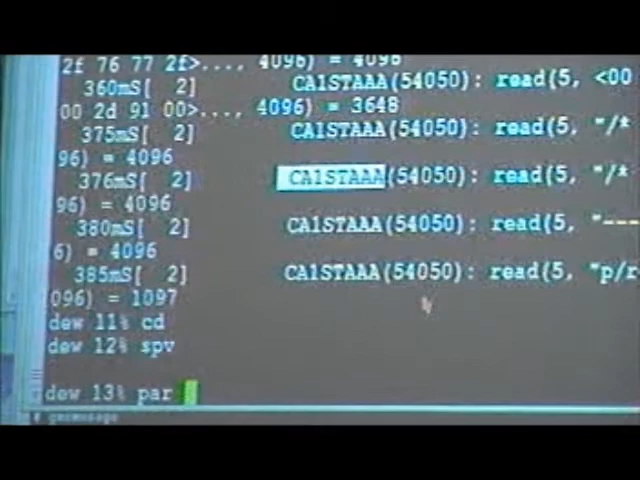 2f 76 77 2f>..., 4096) = 4096
360mS[ 2] CA1STAAA(54050): read(5, <00
00 2d 91 00>..., 4096) = 3648
375mS[ 2] CA1STAAA(54050): read(5, "/*
96) = 4096
376mS[ 2] CA1STAAA(54050): read(5, "/*
96) = 4096
380mS[ 2] CA1STAAA(54050): read(5, "---
6) = 4096
385mS[ 2] CA1STAAA(54050): read(5, "p/r
096) = 1097
dew 11% cd
dew 12% spv
dew 13% par